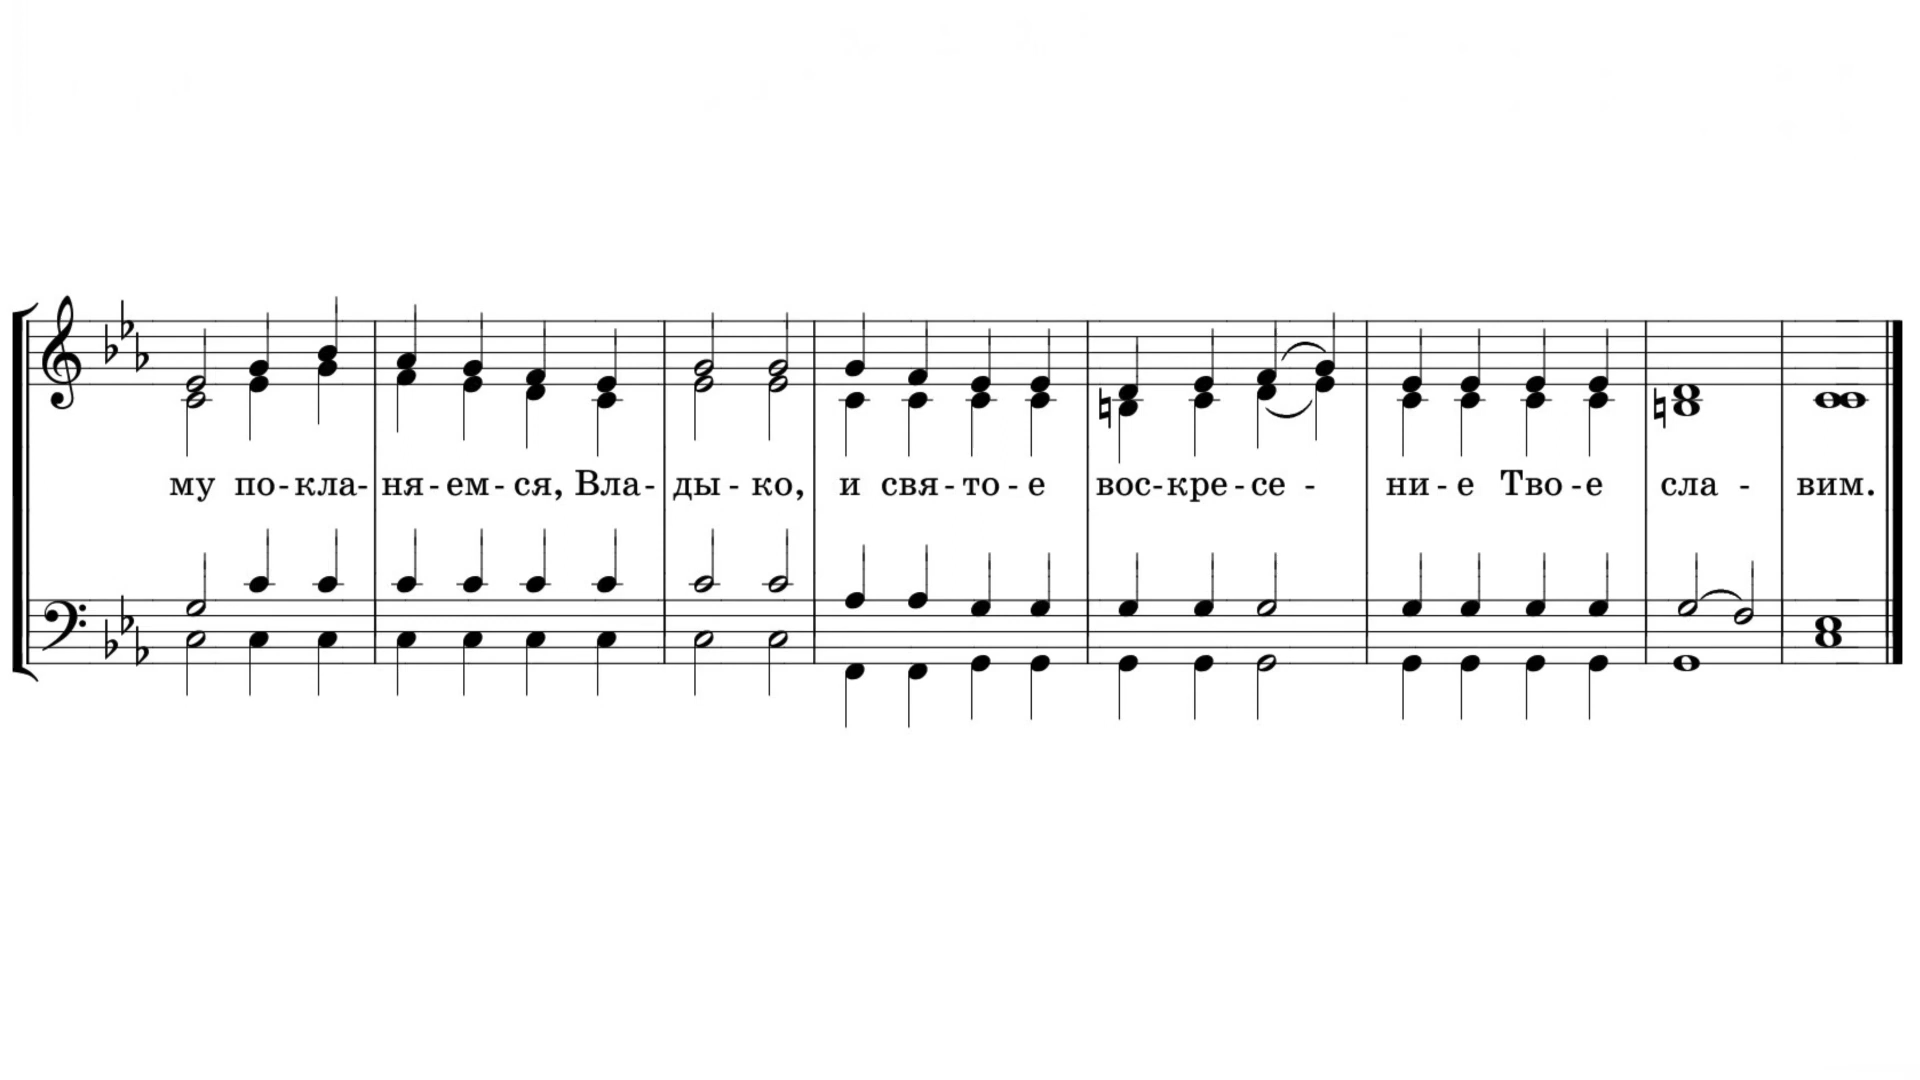 му по-кла-ня-ем-ся, Вла-ды-ко, и свя-то-е вос-кре-се- ни-е Тво-е сла- вим.